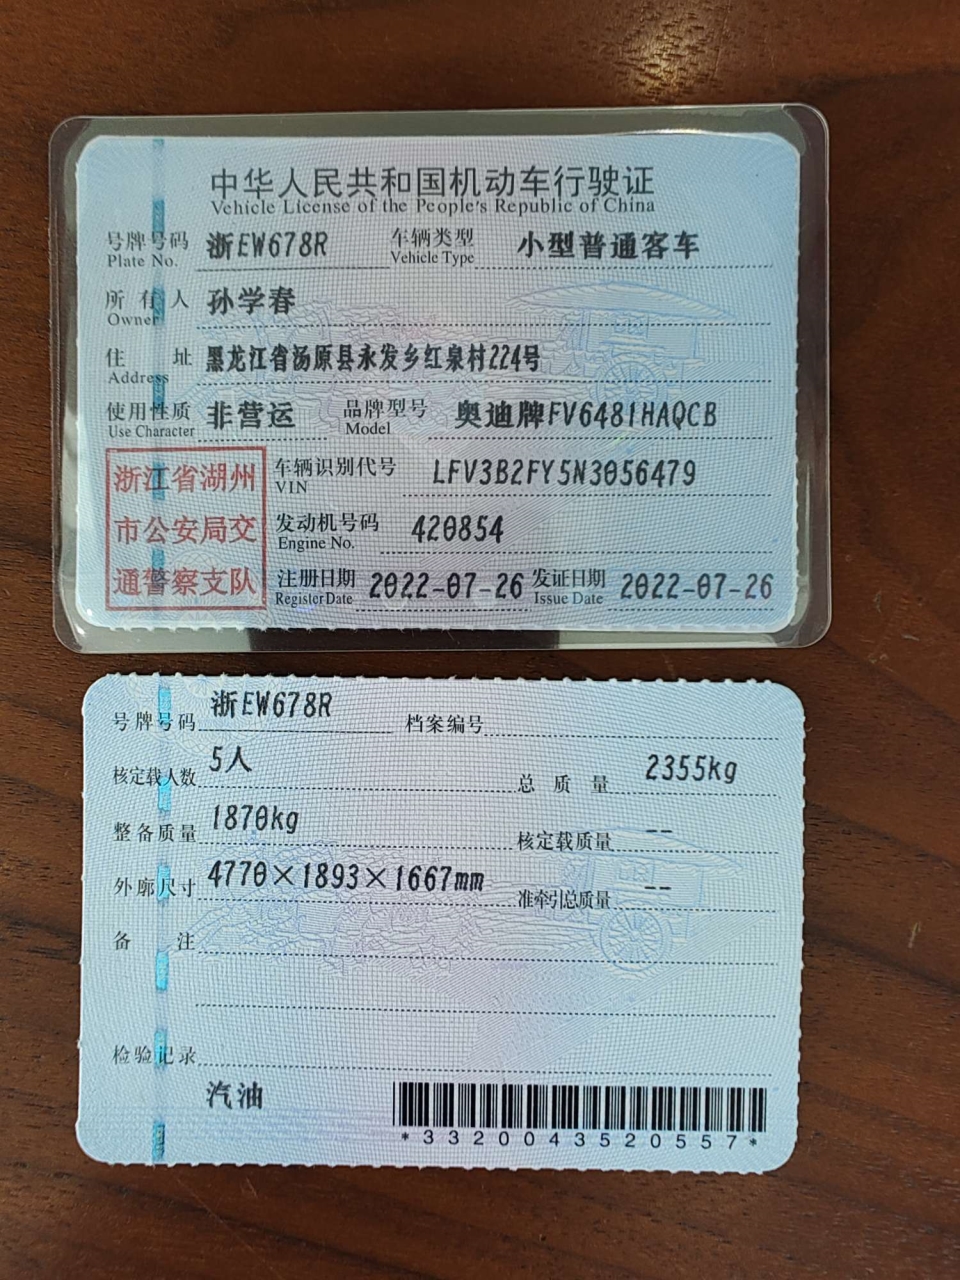 中华人民共和国机动车行驶证
Vehicle License of the People's Republic of China
号牌号码 浙EW678R 车辆类型 小型普通客车
Plate No. Vehicle Type
所有人 孙学春
Owner
住址 黑龙江省汤原县永发乡红泉村224号
Address
使用性质 非营运 品牌型号 奥迪牌FV6481HAQCB
Use Character Model
浙江省湖州
市公安局交
通警察支队
车辆识别代号 LFV3B2FY5N3056479
VIN
发动机号码 420854
Engine No.
注册日期 2022-07-26 发证日期 2022-07-26
Register Date Issue Date
号牌号码 浙EW678R 档案编号
核定载人数 5人 总质量 2355kg
整备质量 1870kg 核定载质量 --
外廓尺寸 4770×1893×1667mm 准牵引总质量 --
备注
检验记录
汽油
*3320043520557*